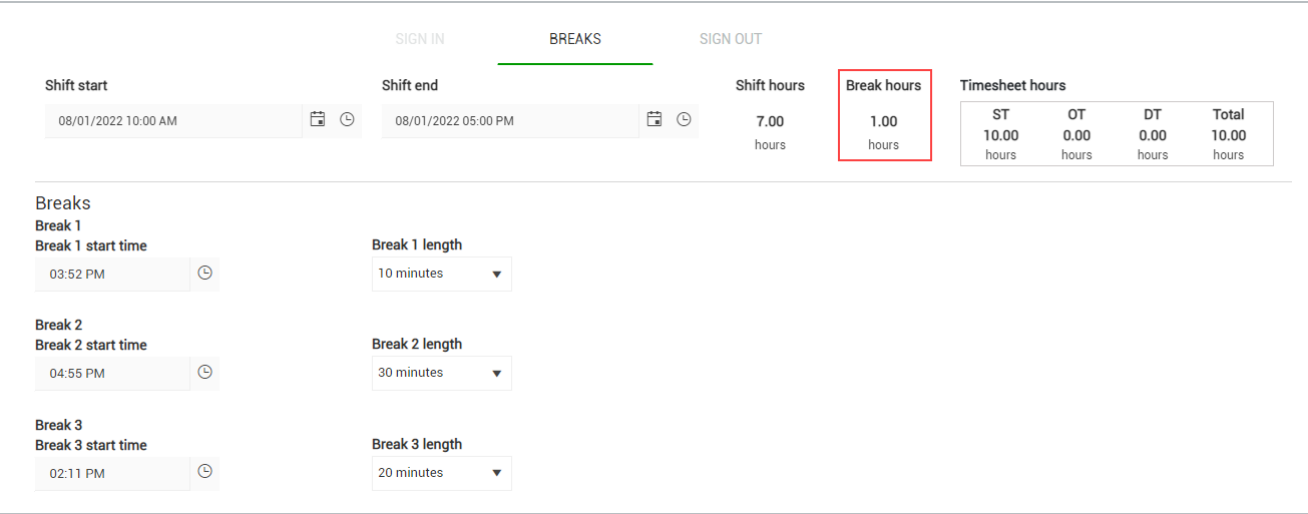 SIGN IN BREAKS SIGN OUT
Shift start Shift end Shift hours Break hours Timesheet hours
08/01/2022 10:00 AM 08/01/2022 05:00 PM 7.00 1.00 ST OT DT Total
hours hours 10.00 0.00 0.00 10.00
hours hours hours hours
Breaks
Break 1
Break 1 start time Break 1 length
03:52 PM 10 minutes
Break 2
Break 2 start time Break 2 length
04:55 PM 30 minutes
Break 3
Break 3 start time Break 3 length
02:11 PM 20 minutes